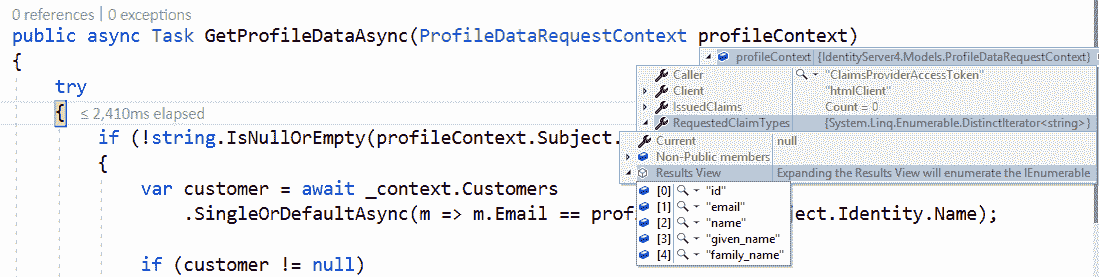 0 references | 0 exceptions
public async Task GetProfileDataAsync(ProfileDataRequestContext profileContext)
{
profileContext {IdentityServer4.Models.ProfileDataRequestContext}
try
Caller "ClaimsProviderAccessToken"
Client "htmlClient"
{ ≤ 2,410ms elapsed
IssuedClaims Count = 0
RequestedClaimTypes {System.Linq.Enumerable.DistinctIterator<string>}
if (!string.IsNullOrEmpty(profileContext.Subject.
Current null
{
Non-Public members
Results View Expanding the Results View will enumerate the IEnumerable
var customer = await _context.Customers
[0] "id"
[1] "email"
.SingleOrDefaultAsync(m => m.Email == prof ject.Identity.Name);
[2] "name"
[3] "given_name"
[4] "family_name"
if (customer != null)